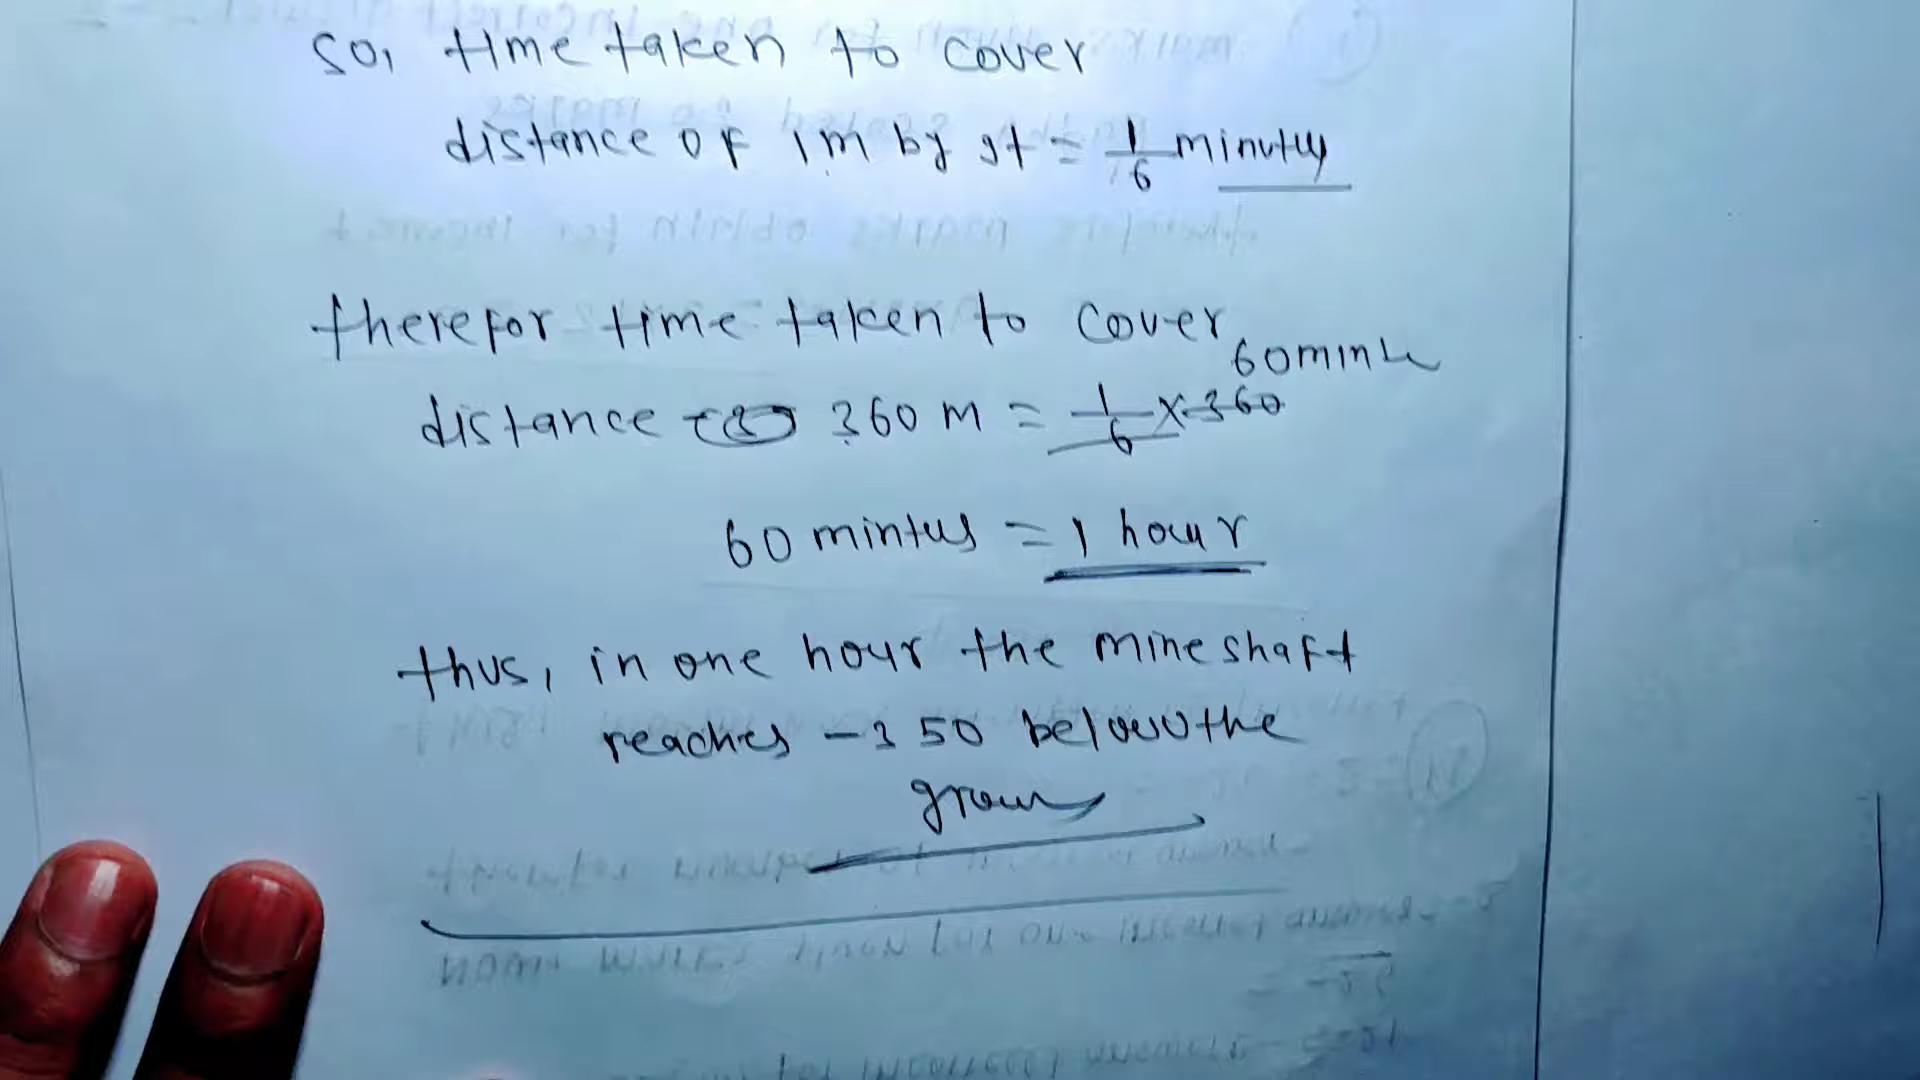 so, time taken to cover
distance of 1m by it = 1/6 minutes
therefor time taken to cover
60 minute
distance 360 m = 1/6 × 360
60 mintus = 1 hour
thus, in one hour the mine shaft
reaches -350 below the